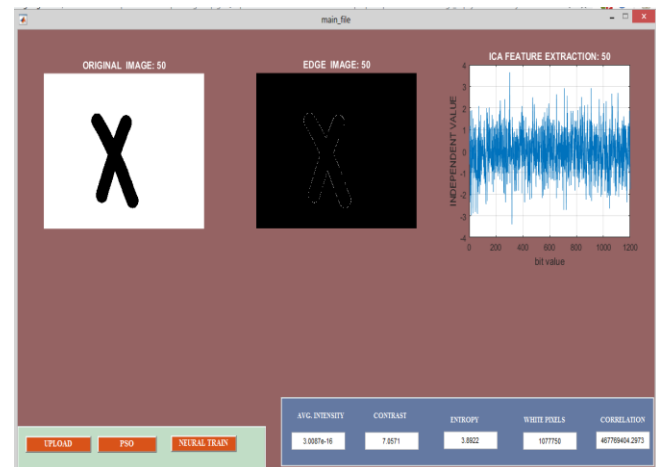 main_file
ORIGINAL IMAGE: 50
EDGE IMAGE: 50
ICA FEATURE EXTRACTION: 50
INDEPENDENT VALUE
4
3
2
1
0
-1
-2
-3
-4
0 200 400 600 800 1000 1200
bit value
AVG. INTENSITY CONTRAST ENTROPY WHITE PIXELS CORRELATION
3.0087e-16 7.0571 3.8922 1077750 467769404.2973
UPLOAD PSO NEURAL TRAIN